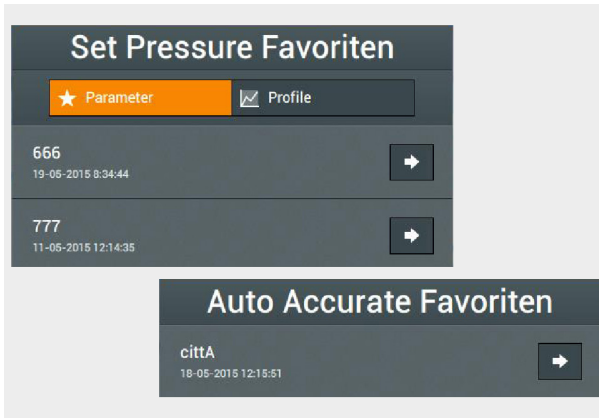 Set Pressure Favoriten
Parameter
Profile
666
19-05-2015 8:34:44
777
11-05-2015 12:14:35
Auto Accurate Favoriten
cittA
18-05-2015 12:15:51